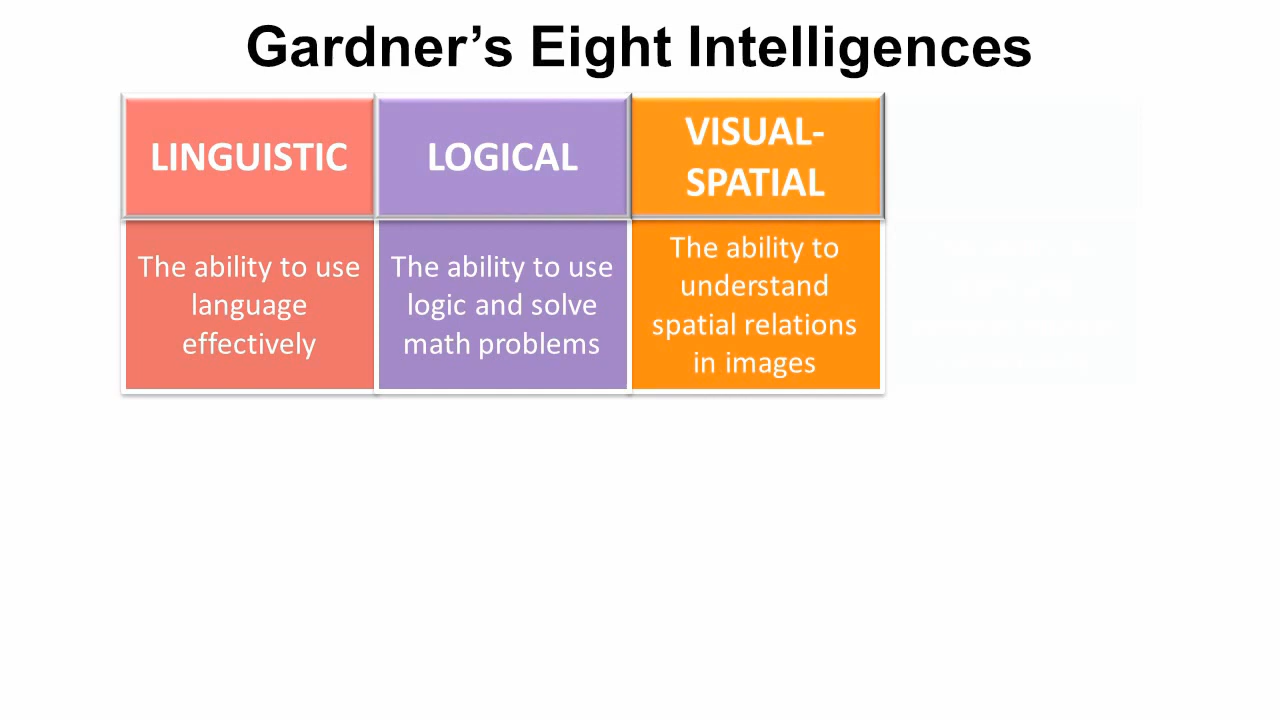 Gardner’s Eight Intelligences
LINGUISTIC
LOGICAL
VISUAL-
SPATIAL
The ability to use
language
effectively
The ability to use
logic and solve
math problems
The ability to
understand
spatial relations
in images